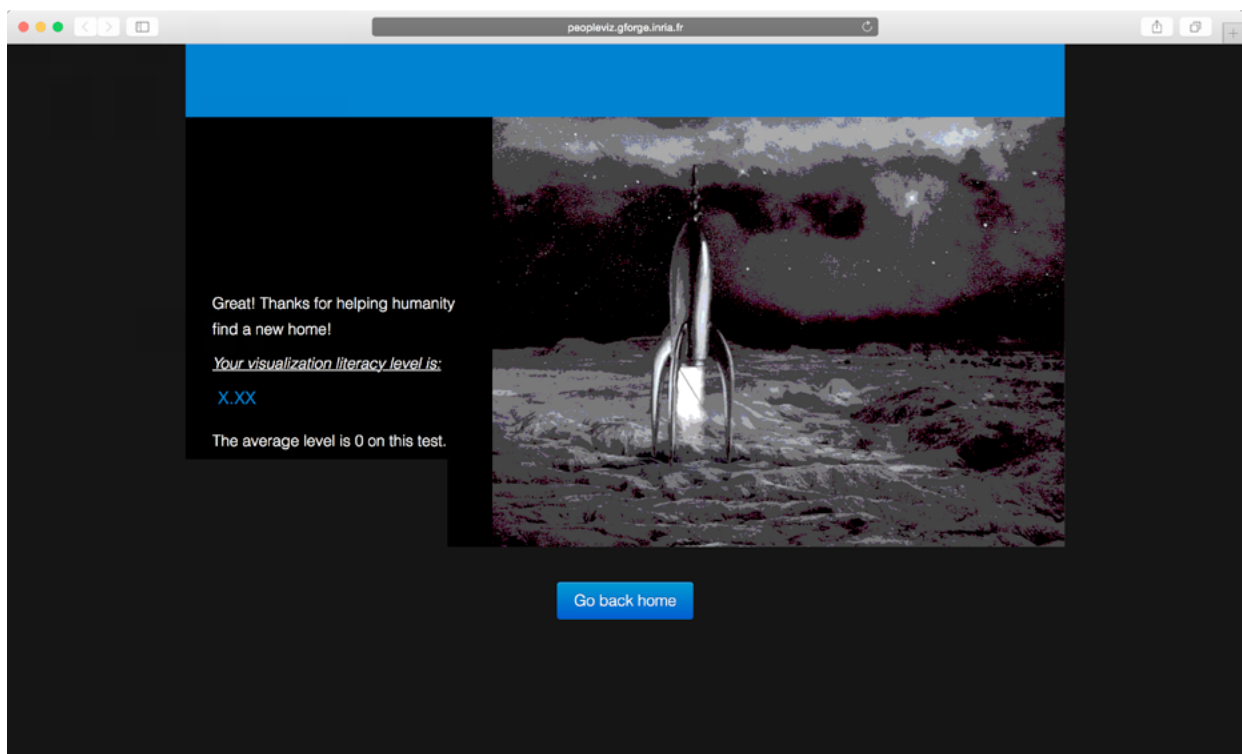 peopleviz.gforge.inria.fr
Great! Thanks for helping humanity
find a new home!
Your visualization literacy level is:
X.XX
The average level is 0 on this test.
Go back home